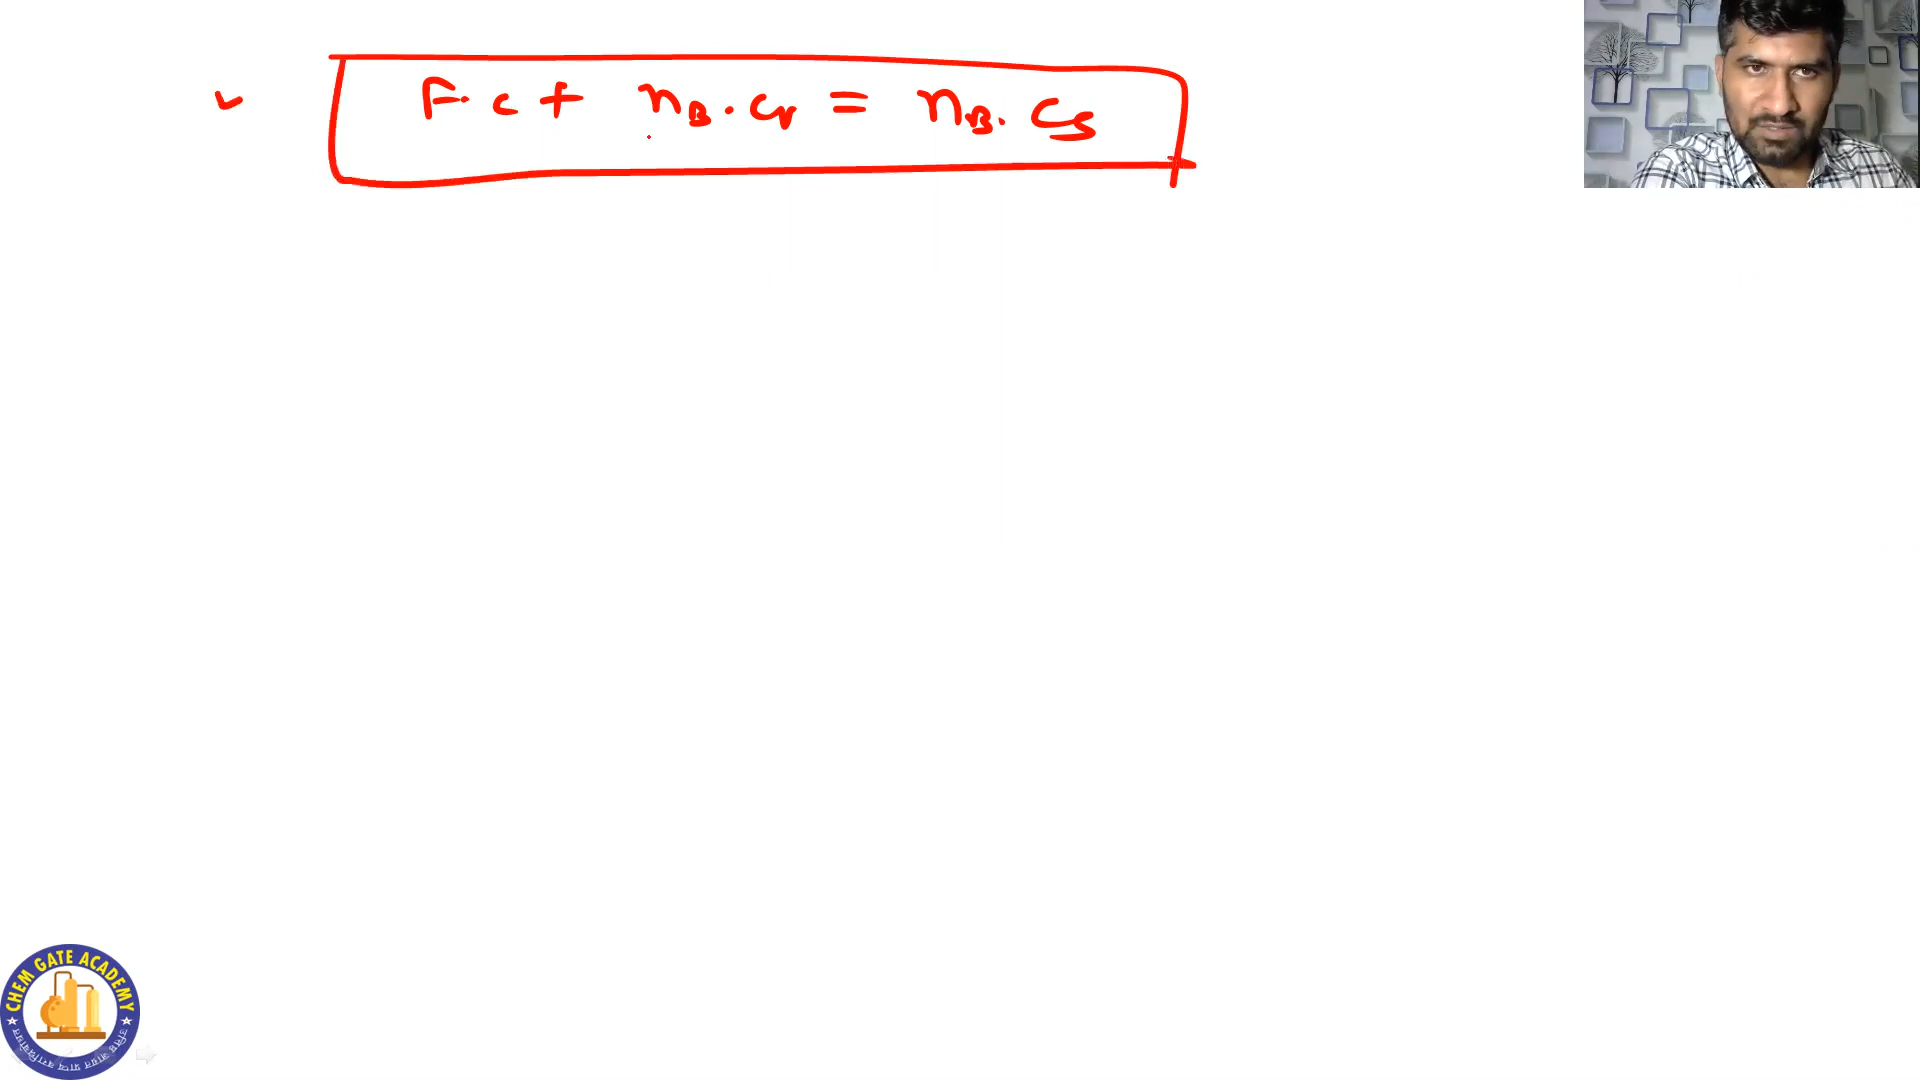 F.C + n_B . C_r = n_B . C_s
CHEM GATE ACADEMY